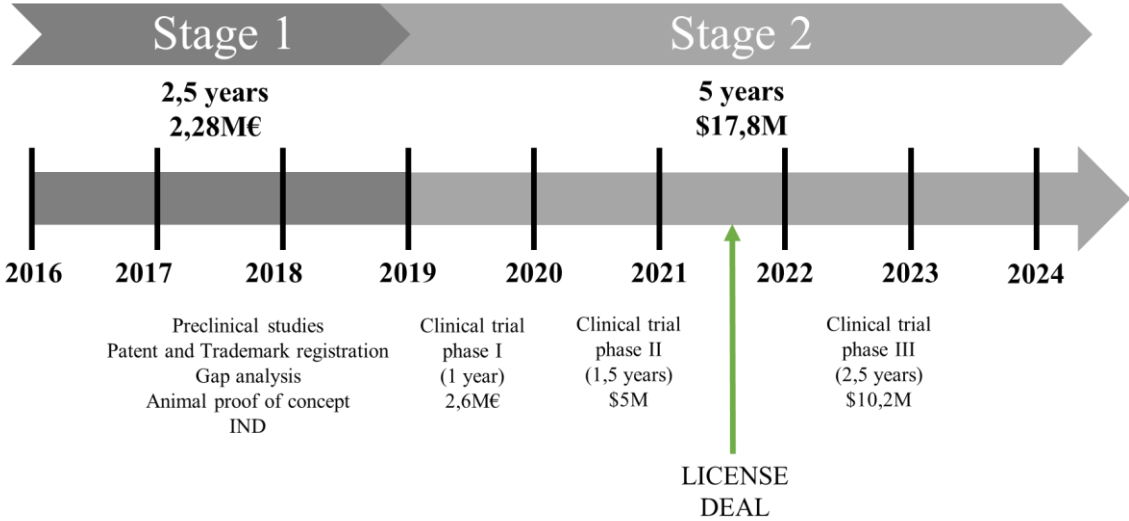 Stage 1
Stage 2
2,5 years
2,28M€
5 years
$17,8M
2016
2017
2018
2019
2020
2021
2022
2023
2024
Preclinical studies
Patent and Trademark registration
Gap analysis
Animal proof of concept
IND
Clinical trial
phase I
(1 year)
2,6M€
Clinical trial
phase II
(1,5 years)
$5M
Clinical trial
phase III
(2,5 years)
$10,2M
LICENSE
DEAL